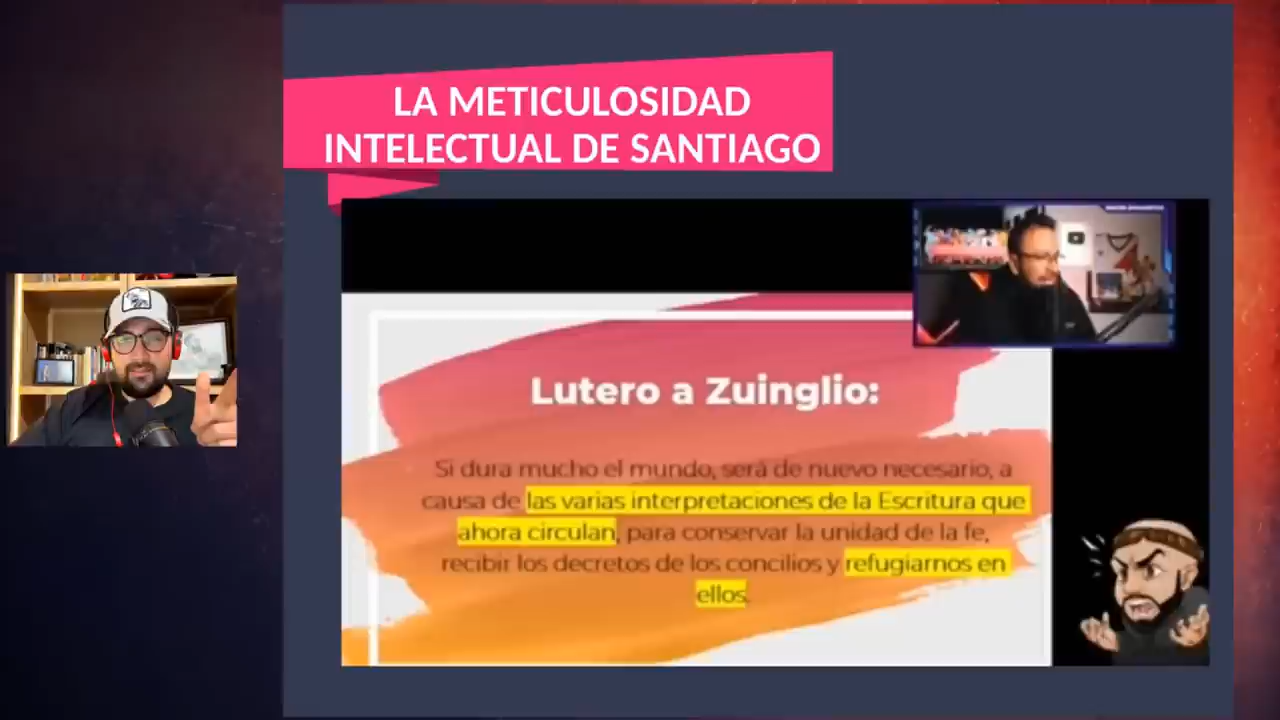 LA METICULOSIDAD
INTELECTUAL DE SANTIAGO
Lutero a Zuinglio:
Si dura mucho el mundo, será de nuevo necesario, a
causa de las varias interpretaciones de la Escritura que
ahora circulan, para conservar la unidad de la fe,
recibir los decretos de los concilios y refugiarnos en
ellos.